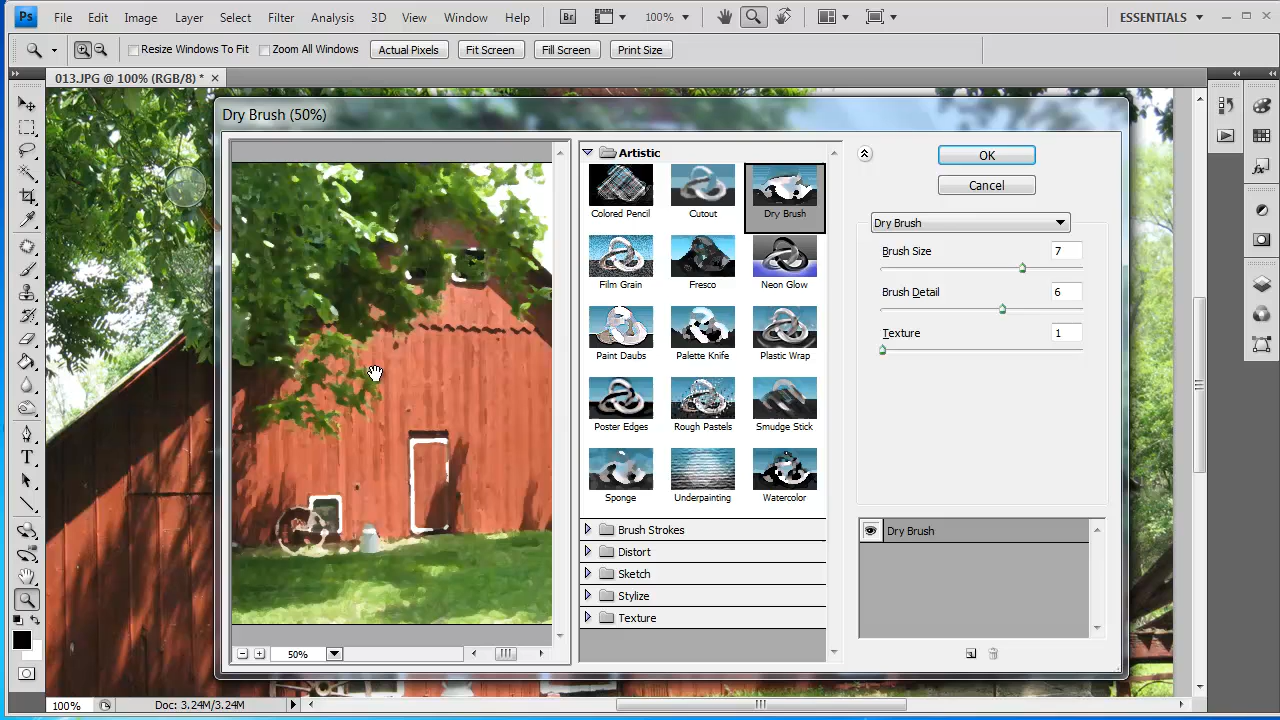 Ps File Edit Image Layer Select Filter Analysis 3D View Window Help Br 100% ESSENTIALS
Resize Windows To Fit Zoom All Windows Actual Pixels Fit Screen Fill Screen Print Size
013.JPG @ 100% (RGB/8) *
Dry Brush (50%)
Artistic
Colored Pencil Cutout Dry Brush
Film Grain Fresco Neon Glow
Paint Daubs Palette Knife Plastic Wrap
Poster Edges Rough Pastels Smudge Stick
Sponge Underpainting Watercolor
Brush Strokes
Distort
Sketch
Stylize
Texture
OK
Cancel
Dry Brush
Brush Size 7
Brush Detail 6
Texture 1
Dry Brush
50%
100% Doc: 3.24M/3.24M